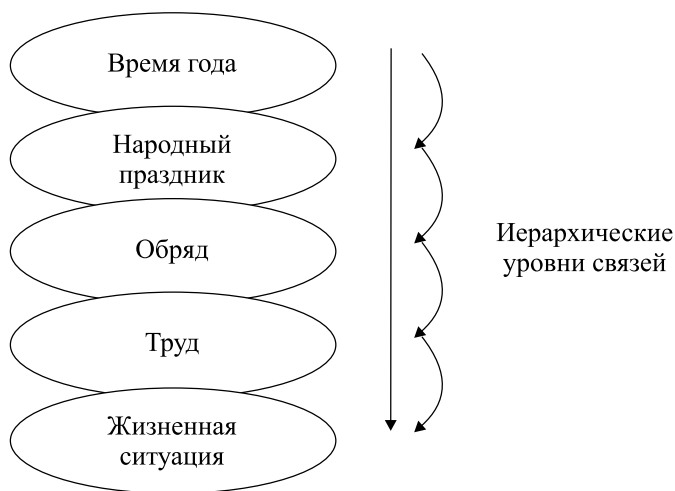 Время года
Народный
праздник
Обряд
Труд
Жизненная
ситуация
Иерархические
уровни связей